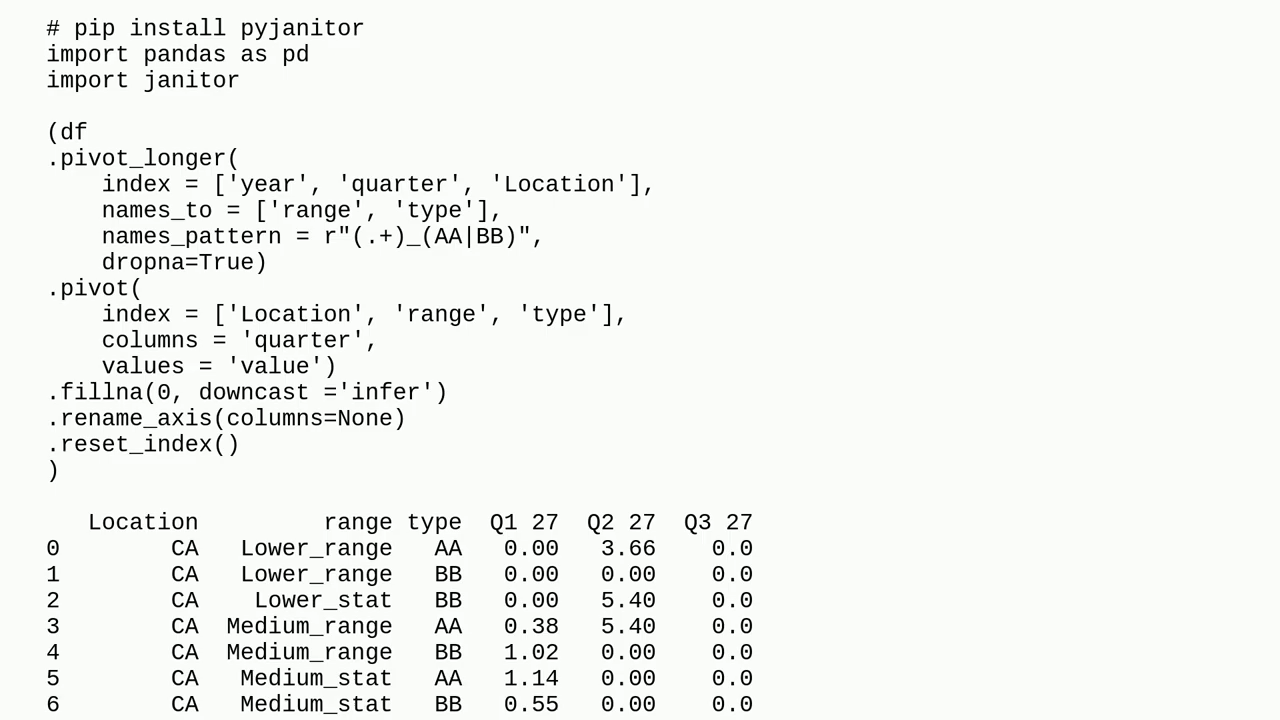 # pip install pyjanitor
import pandas as pd
import janitor

(df
.pivot_longer(
    index = ['year', 'quarter', 'Location'],
    names_to = ['range', 'type'],
    names_pattern = r"(.+)_(AA|BB)",
    dropna=True)
.pivot(
    index = ['Location', 'range', 'type'],
    columns = 'quarter',
    values = 'value')
.fillna(0, downcast ='infer')
.rename_axis(columns=None)
.reset_index()
)

   Location         range type  Q1 27  Q2 27  Q3 27
0        CA   Lower_range   AA   0.00   3.66    0.0
1        CA   Lower_range   BB   0.00   0.00    0.0
2        CA    Lower_stat   BB   0.00   5.40    0.0
3        CA  Medium_range   AA   0.38   5.40    0.0
4        CA  Medium_range   BB   1.02   0.00    0.0
5        CA   Medium_stat   AA   1.14   0.00    0.0
6        CA   Medium_stat   BB   0.55   0.00    0.0